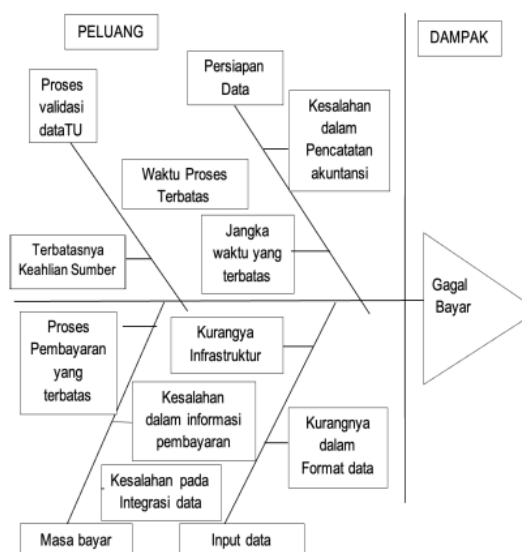 PELUANG
DAMPAK
Proses
validasi
dataTU
Persiapan
Data
Kesalahan
dalam
Pencatatan
akuntansi
Waktu Proses
Terbatas
Terbatasnya
Keahlian Sumber
Jangka
waktu yang
terbatas
Gagal
Bayar
Proses
Pembayaran
yang
terbatas
Kurangya
Infrastruktur
Kesalahan
dalam informasi
pembayaran
Kurangnya
dalam
Format data
Kesalahan pada
Integrasi data
Masa bayar
Input data